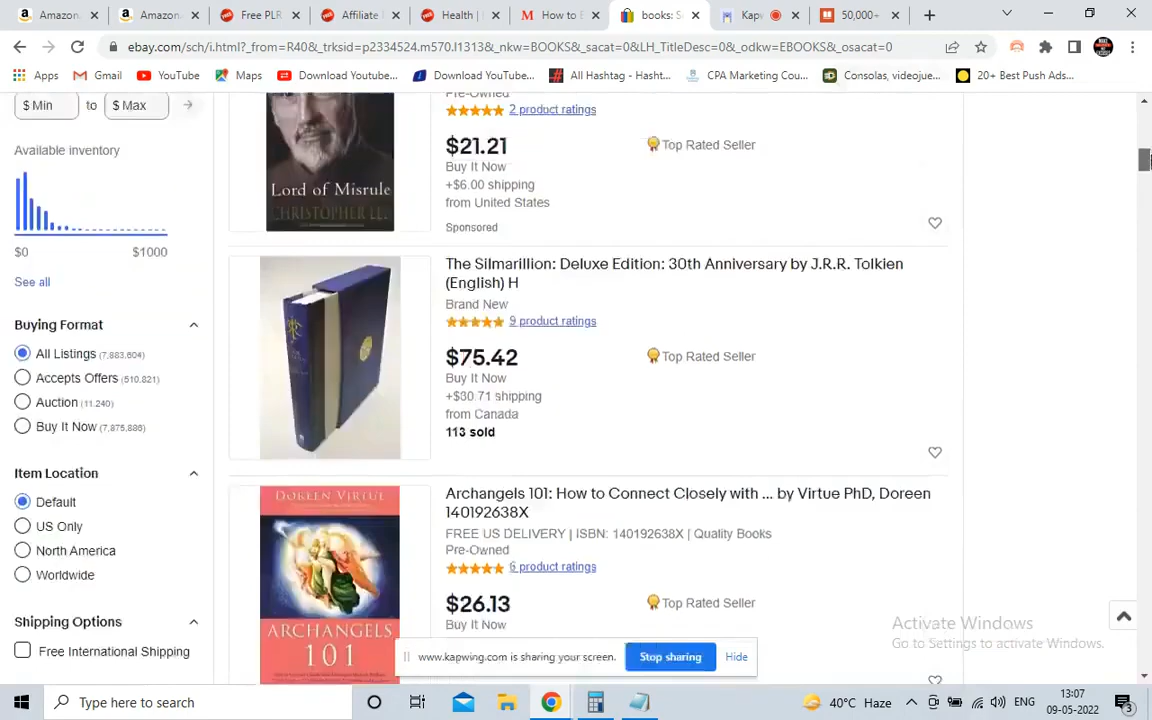 Amazon.
Amazon
Free PLR
Affiliate
Health |
How to E
books: S
Kapw
50,000+
ebay.com/sch/i.html?_from=R40&_trksid=p2334524.m570.l1313&_nkw=BOOKS&_sacat=0&LH_TitleDesc=0&_odkw=EBOOKS&_osacat=0
Apps
Gmail
YouTube
Maps
Download Youtube...
Download YouTube...
All Hashtag - Hasht...
CPA Marketing Cou...
Consolas, videojue...
20+ Best Push Ads...
$ Min
to
$ Max
Available inventory
$0
$1000
See all
Buying Format
All Listings (7,883,604)
Accepts Offers (510,821)
Auction (11,240)
Buy It Now (7,875,886)
Item Location
Default
US Only
North America
Worldwide
Shipping Options
Free International Shipping
Lord of Misrule
CHRISTOPHER LEE
Pre-Owned
2 product ratings
$21.21
Top Rated Seller
Buy It Now
+$6.00 shipping
from United States
Sponsored
The Silmarillion: Deluxe Edition: 30th Anniversary by J.R.R. Tolkien
(English) H
Brand New
9 product ratings
$75.42
Top Rated Seller
Buy It Now
+$30.71 shipping
from Canada
113 sold
DOREEN VIRTUE
ARCHANGELS
101
Archangels 101: How to Connect Closely with ... by Virtue PhD, Doreen
140192638X
FREE US DELIVERY | ISBN: 140192638X | Quality Books
Pre-Owned
6 product ratings
$26.13
Top Rated Seller
Buy It Now
Activate Windows
Go to Settings to activate Windows.
www.kapwing.com is sharing your screen.
Stop sharing
Hide
Type here to search
40°C Haze
ENG
13:07
09-05-2022
3